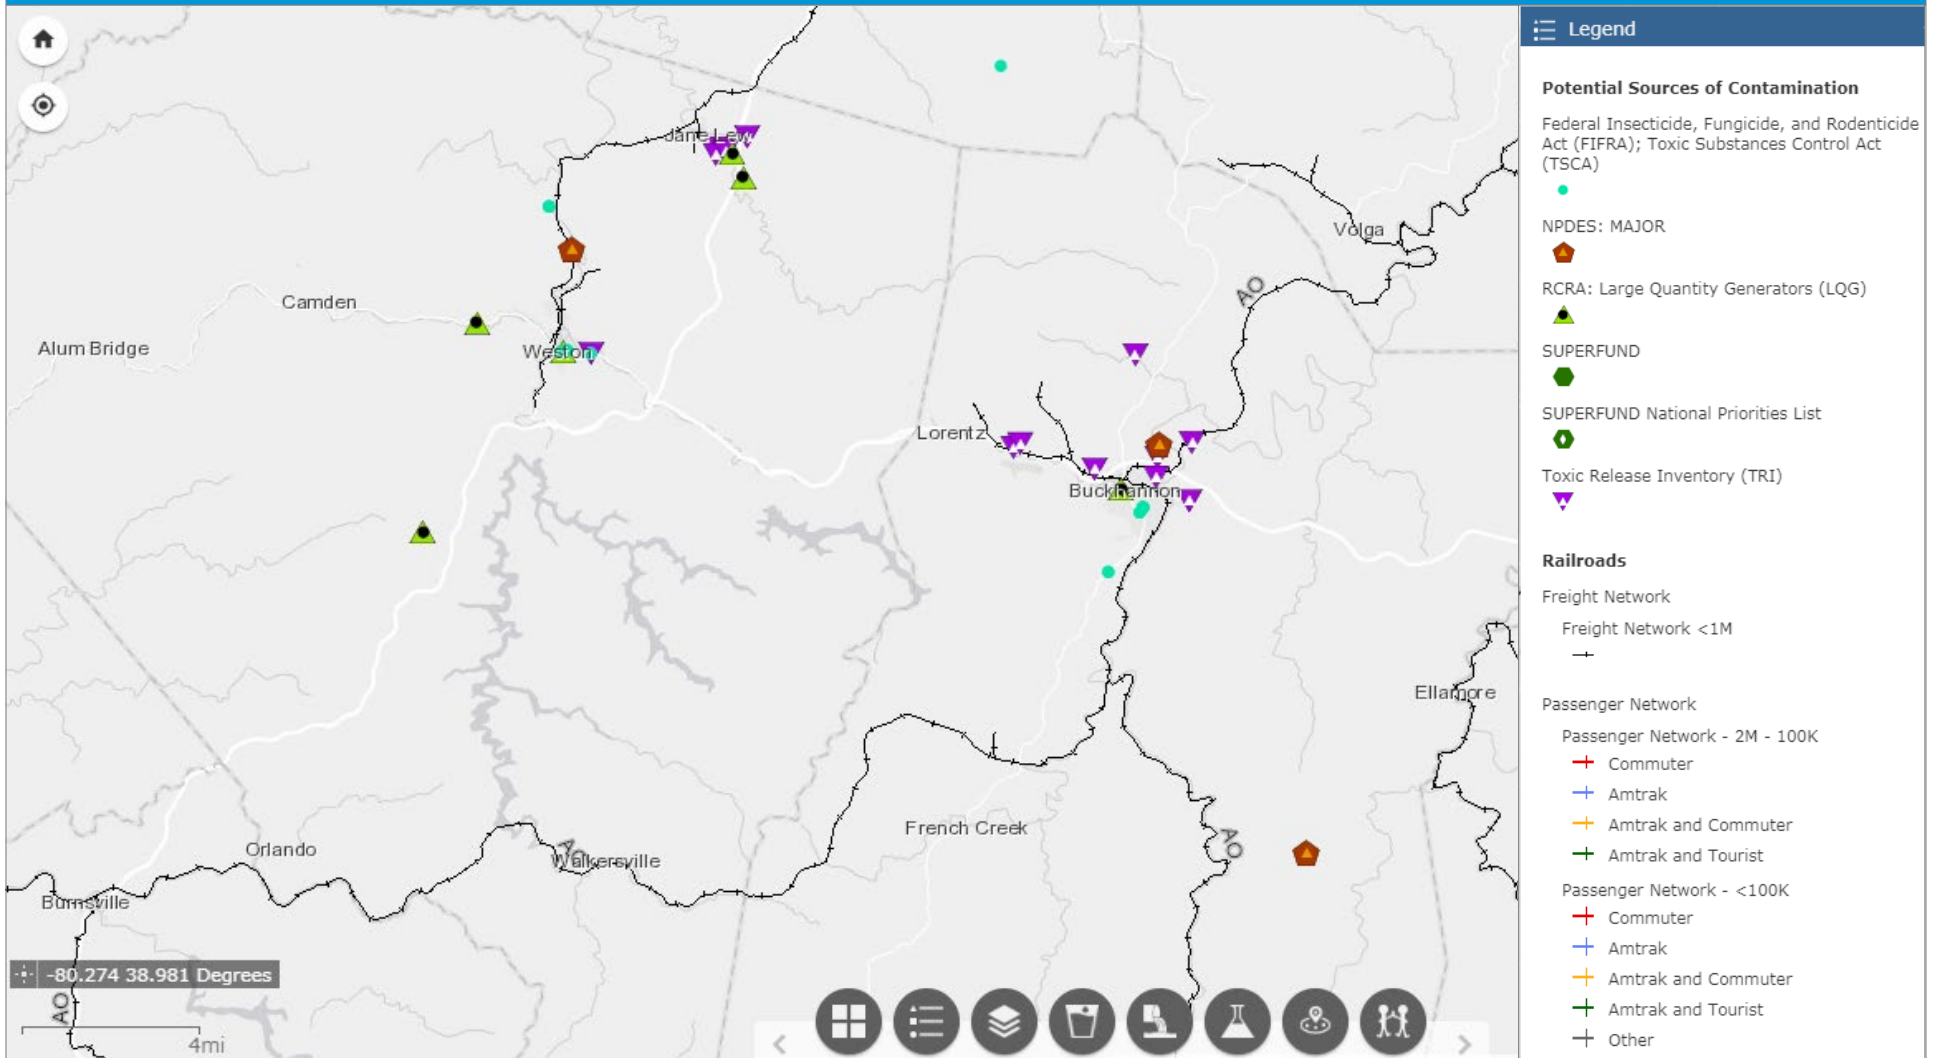 Jane Lew
Volga
AO
Camden
Alum Bridge
Weston
Lorentz
Buckhannon
Ellamore
French Creek
AO
Orlando
AO
Walkersville
Burnsville
-80.274 38.981 Degrees
AO
4mi
Legend
Potential Sources of Contamination
Federal Insecticide, Fungicide, and Rodenticide
Act (FIFRA); Toxic Substances Control Act
(TSCA)
NPDES: MAJOR
RCRA: Large Quantity Generators (LQG)
SUPERFUND
SUPERFUND National Priorities List
Toxic Release Inventory (TRI)
Railroads
Freight Network
Freight Network <1M
Passenger Network
Passenger Network - 2M - 100K
Commuter
Amtrak
Amtrak and Commuter
Amtrak and Tourist
Passenger Network - <100K
Commuter
Amtrak
Amtrak and Commuter
Amtrak and Tourist
Other